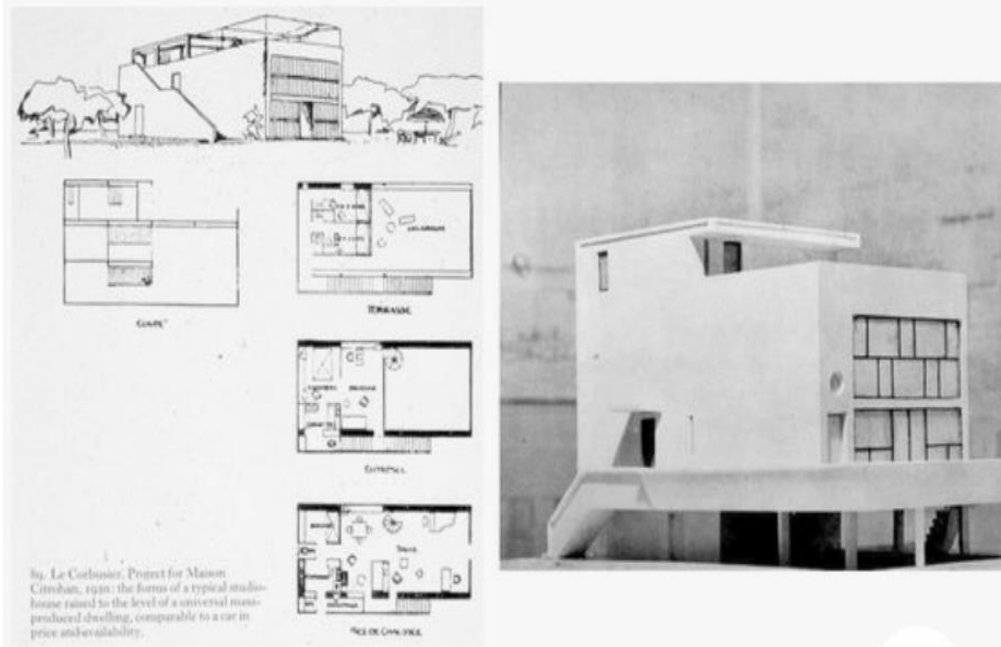 COUPE
TERRASSE
ENTRESOL
REZ DE CHAUSSEE
89. Le Corbusier, Project for Maison
Citrohan, 1920: the forms of a typical studio-
house raised to the level of a universal mass-
produced dwelling, comparable to a car in
price and availability.